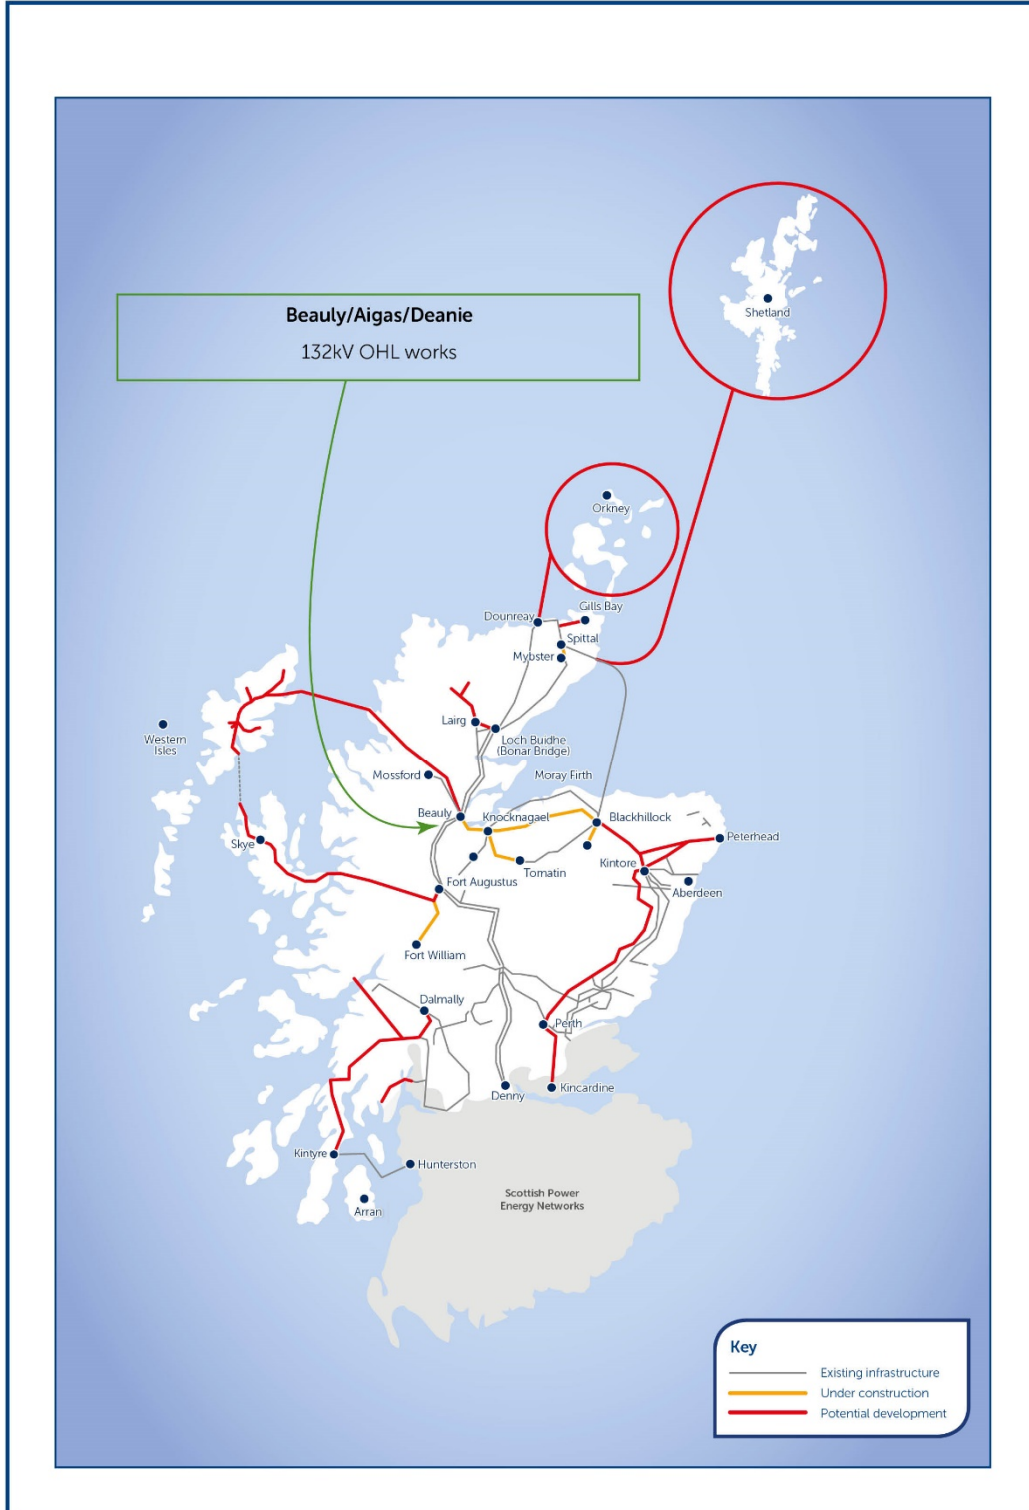 Beauly/Aigas/Deanie
132kV OHL works
Shetland
Orkney
Dounreay
Gills Bay
Spittal
Mybster
Lairg
Loch Buidhe
(Bonar Bridge)
Western
Isles
Mossford
Moray Firth
Beauly
Knocknagael
Blackhillock
Peterhead
Skye
Tomatin
Kintore
Fort Augustus
Aberdeen
Fort William
Dalmally
Perth
Denny
Kincardine
Kintyre
Hunterston
Arran
Scottish Power
Energy Networks
Key
Existing infrastructure
Under construction
Potential development